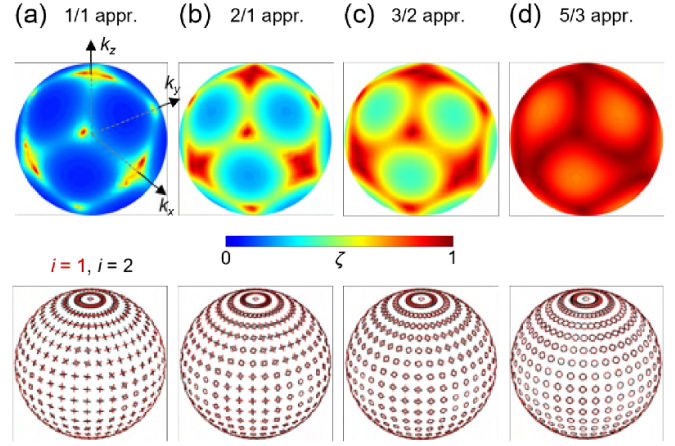 (a) 1/1 appr. (b) 2/1 appr. (c) 3/2 appr. (d) 5/3 appr.
k_z
k_y
k_x
0 ζ 1
i = 1, i = 2